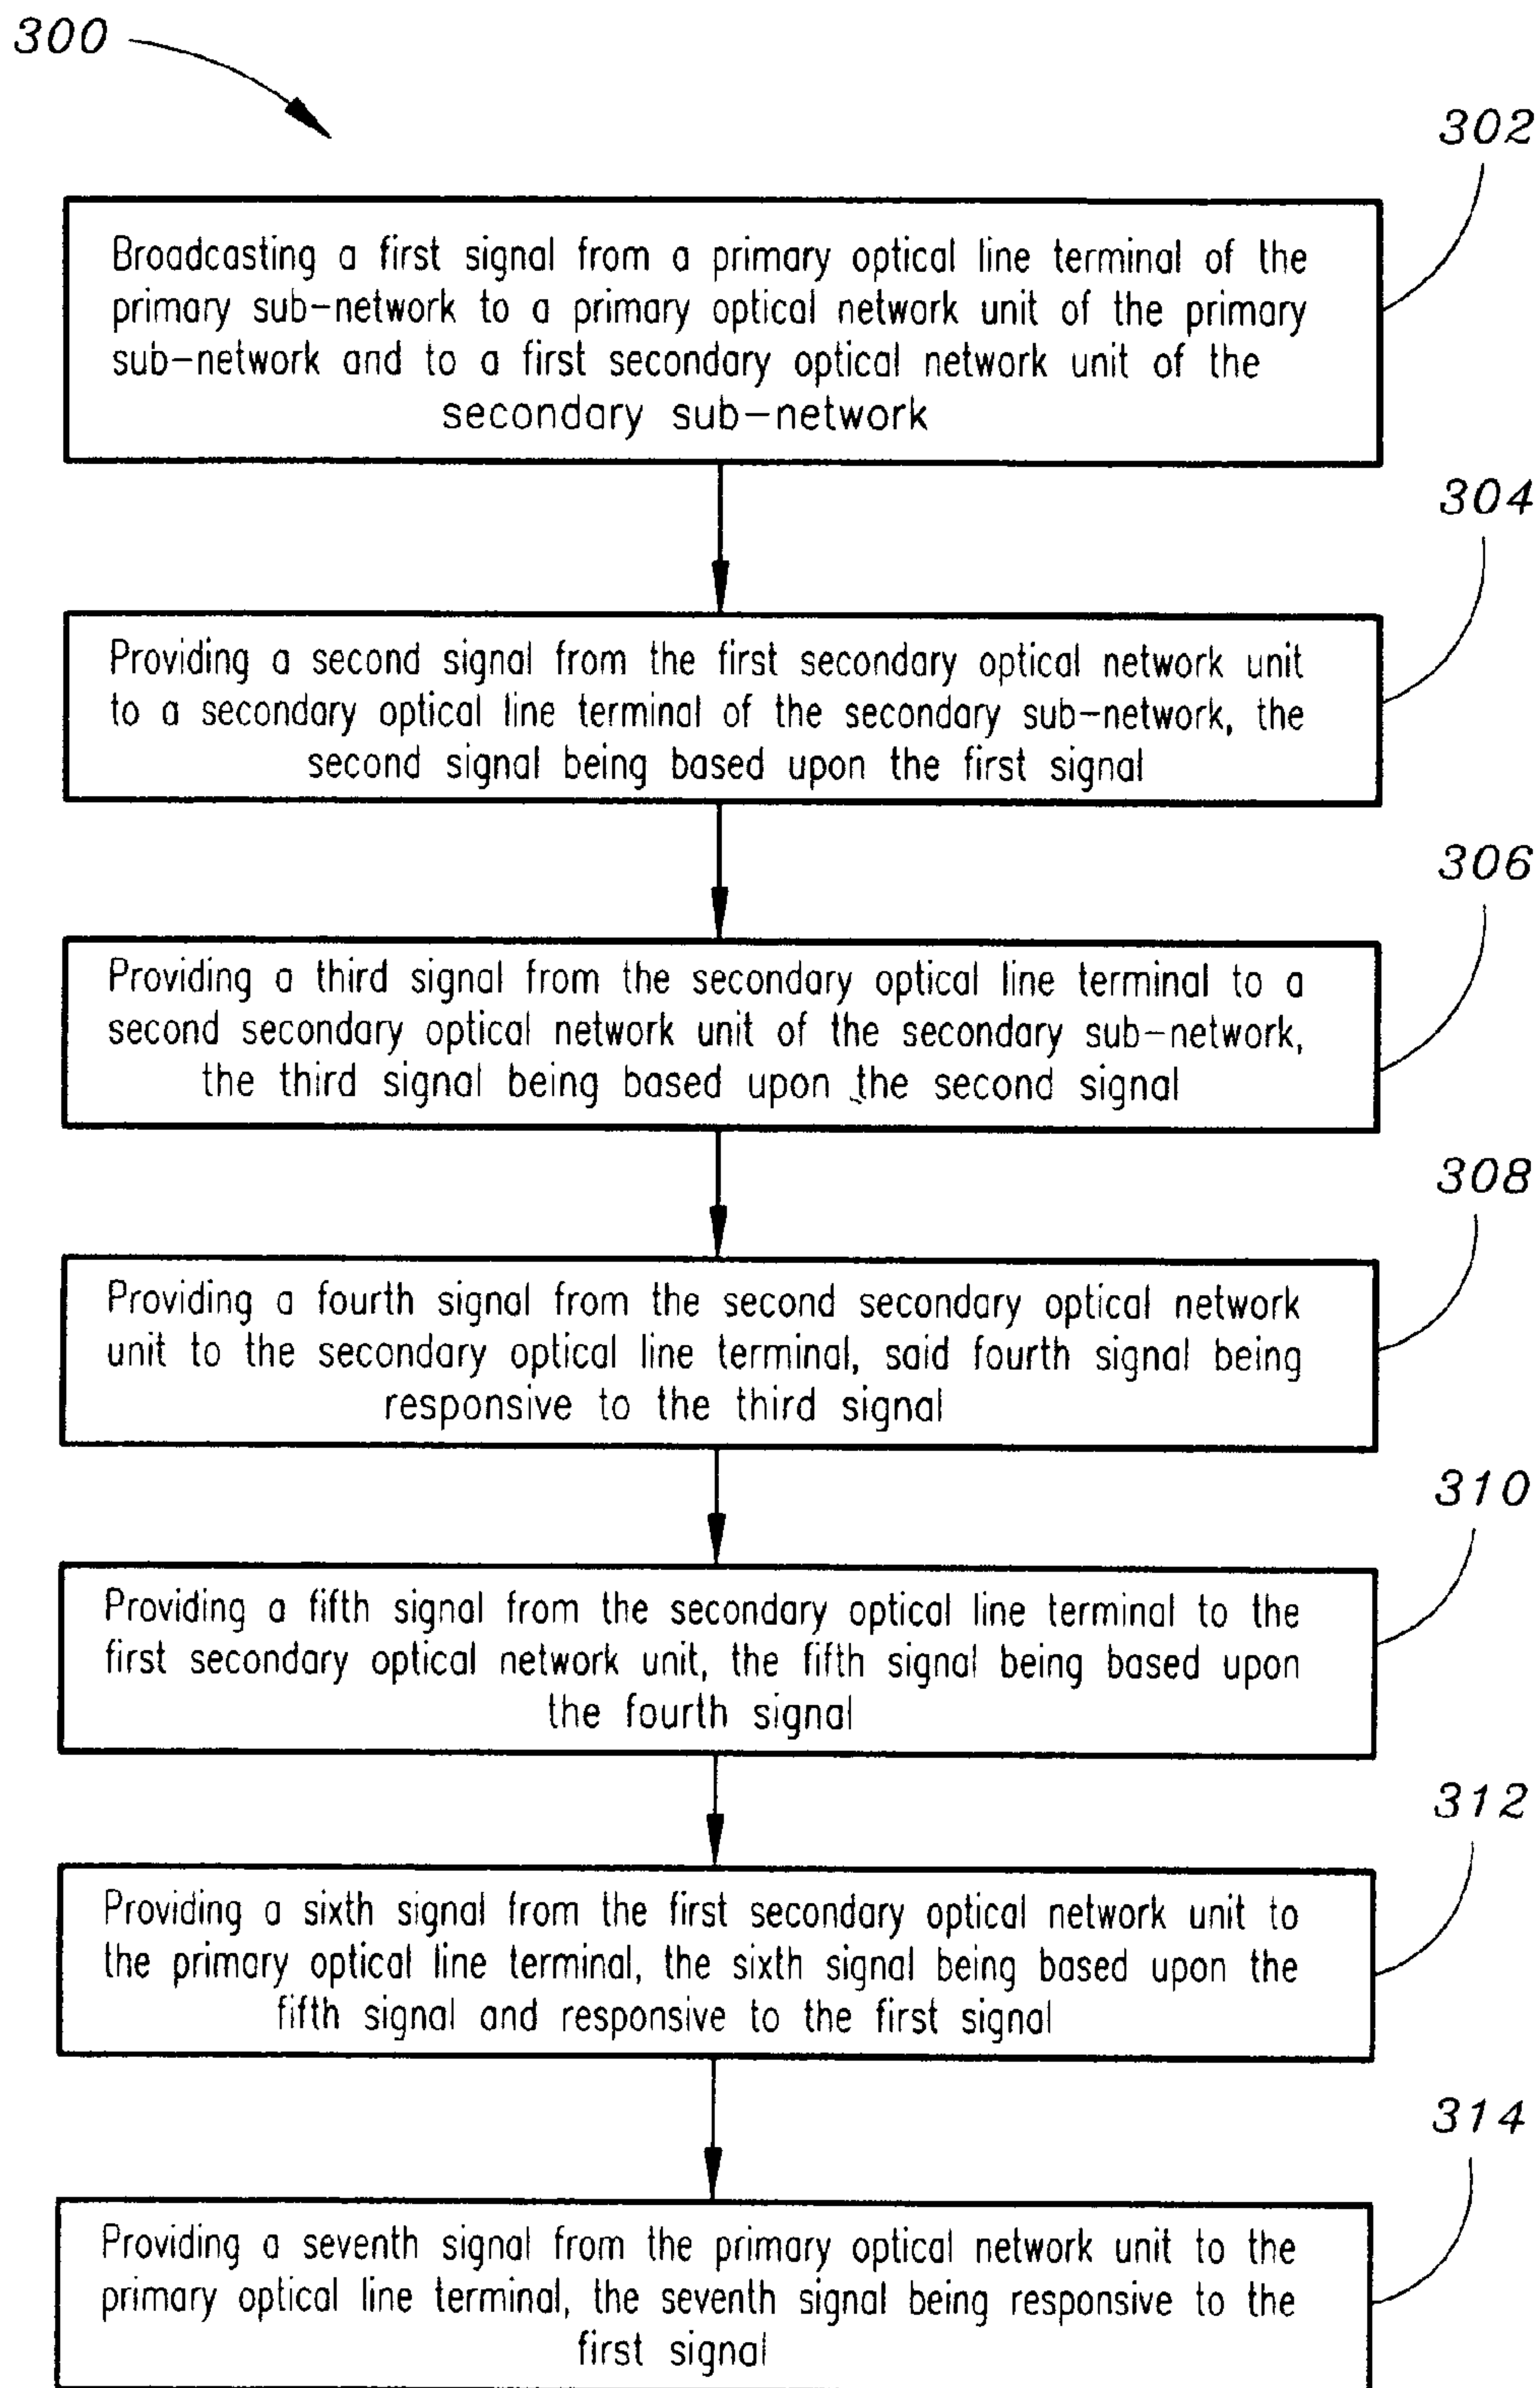 300
302
Broadcasting a first signal from a primary optical line terminal of the
primary sub-network to a primary optical network unit of the primary
sub-network and to a first secondary optical network unit of the
secondary sub-network
304
Providing a second signal from the first secondary optical network unit
to a secondary optical line terminal of the secondary sub-network, the
second signal being based upon the first signal
306
Providing a third signal from the secondary optical line terminal to a
second secondary optical network unit of the secondary sub-network,
the third signal being based upon the second signal
308
Providing a fourth signal from the second secondary optical network
unit to the secondary optical line terminal, said fourth signal being
responsive to the third signal
310
Providing a fifth signal from the secondary optical line terminal to the
first secondary optical network unit, the fifth signal being based upon
the fourth signal
312
Providing a sixth signal from the first secondary optical network unit to
the primary optical line terminal, the sixth signal being based upon the
fifth signal and responsive to the first signal
314
Providing a seventh signal from the primary optical network unit to the
primary optical line terminal, the seventh signal being responsive to the
first signal